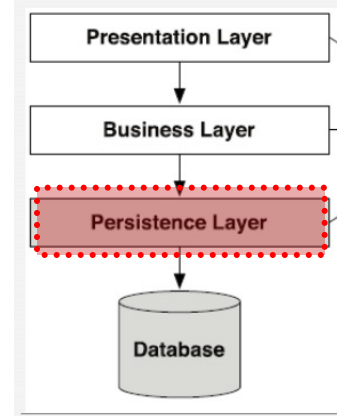 Presentation Layer
Business Layer
Persistence Layer
Database